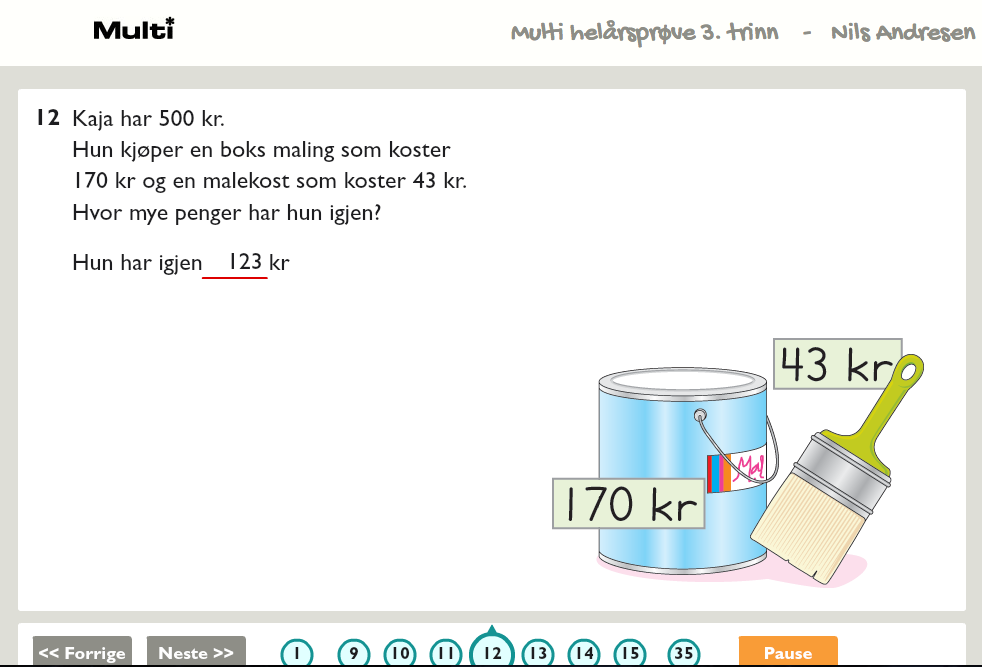 Multi*
Multi helårsprøve 3. trinn - Nils Andresen
12 Kaja har 500 kr.
Hun kjøper en boks maling som koster
170 kr og en malekost som koster 43 kr.
Hvor mye penger har hun igjen?
Hun har igjen 123 kr
43 kr
Mal
170 kr
<< Forrige Neste >> 1 9 10 11 12 13 14 15 35 Pause